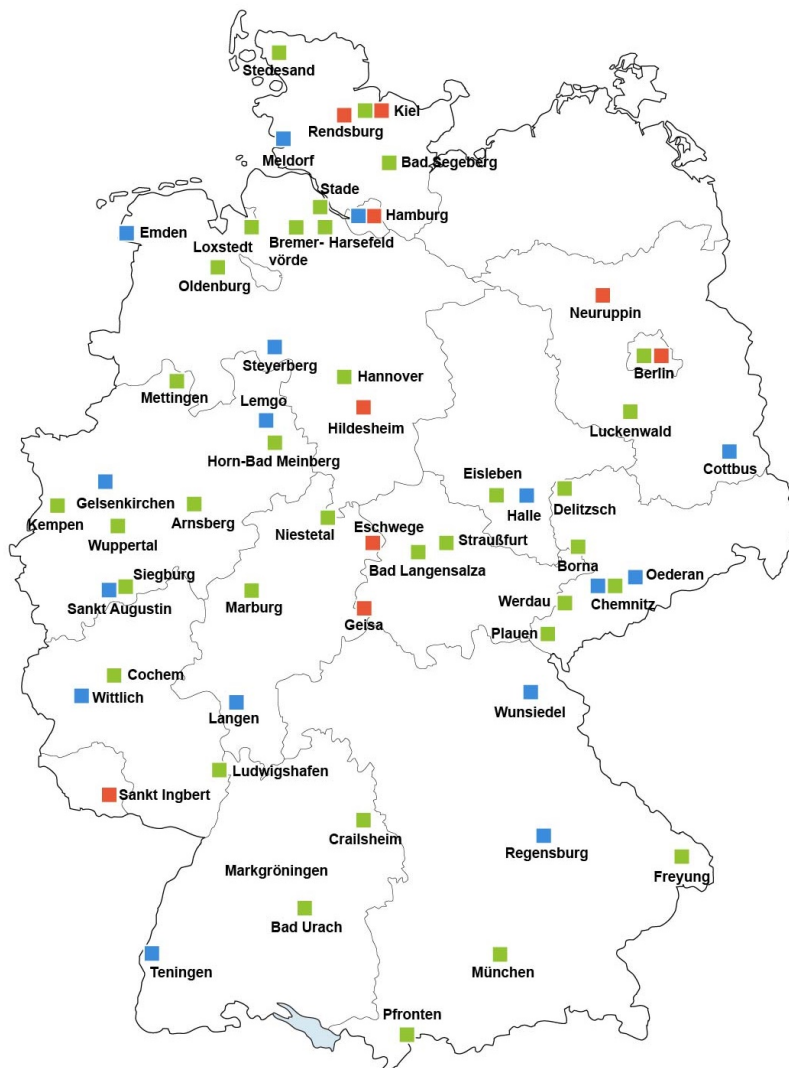 Stedesand
Kiel
Rendsburg
Meldorf
Bad Segeberg
Stade
Hamburg
Emden
Loxstedt
Bremer-
vörde
Harsefeld
Oldenburg
Neuruppin
Steyerberg
Berlin
Hannover
Mettingen
Lemgo
Hildesheim
Luckenwald
Horn-Bad Meinberg
Cottbus
Eisleben
Gelsenkirchen
Halle
Delitzsch
Kempen
Arnsberg
Niestetal
Eschwege
Wuppertal
Straußfurt
Bad Langensalza
Borna
Siegburg
Oederan
Sankt Augustin
Marburg
Werdau
Chemnitz
Geisa
Plauen
Cochem
Wittlich
Langen
Wunsiedel
Ludwigshafen
Sankt Ingbert
Crailsheim
Regensburg
Markgröningen
Freyung
Bad Urach
Teningen
München
Pfronten